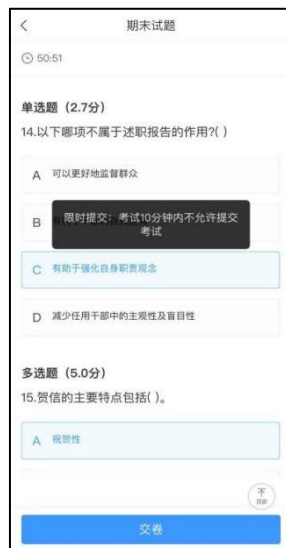 期末试题
50:51
单选题（2.7分）
14.以下哪项不属于述职报告的作用?( )
A 可以更好地监督群众
B
限时提交：考试10分钟内不允许提交
考试
C 有助于强化自身职责观念
D 减少任用干部中的主观性及盲目性
多选题（5.0分）
15.贺信的主要特点包括( )。
A 祝贺性
顶部
交卷